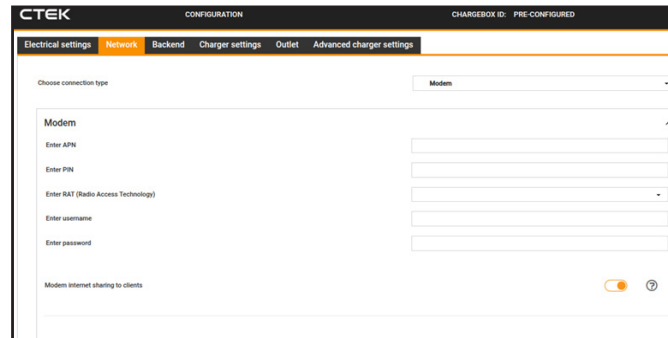 CTEK CONFIGURATION CHARGEBOX ID: PRE-CONFIGURED
Electrical settings Network Backend Charger settings Outlet Advanced charger settings
Choose connection type Modem
Modem
Enter APN
Enter PIN
Enter RAT (Radio Access Technology)
Enter username
Enter password
Modem internet sharing to clients ?